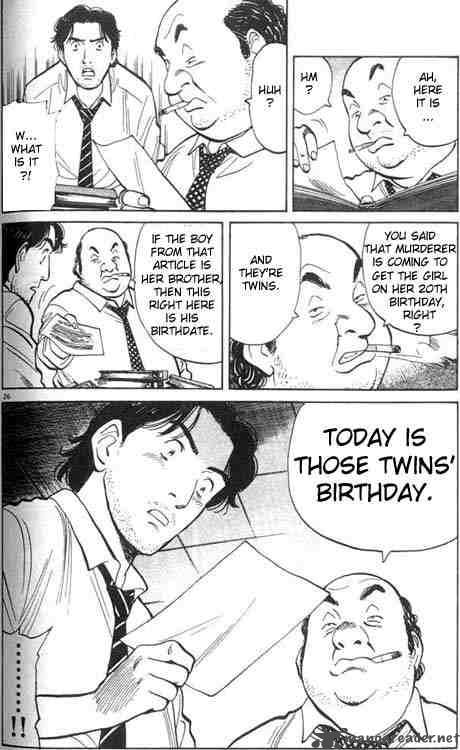 AH,
HERE
IT IS
...
HM
?
HUH
?
W...
WHAT
IS IT
?!
YOU SAID
THAT MURDERER
IS COMING TO
GET THE GIRL
ON HER 20TH
BIRTHDAY,
RIGHT
?
AND
THEY'RE
TWINS.
IF THE BOY
FROM THAT
ARTICLE IS
HER BROTHER,
THEN THIS
RIGHT HERE
IS HIS
BIRTHDATE.
26
TODAY IS
THOSE TWINS'
BIRTHDAY.
..........!!